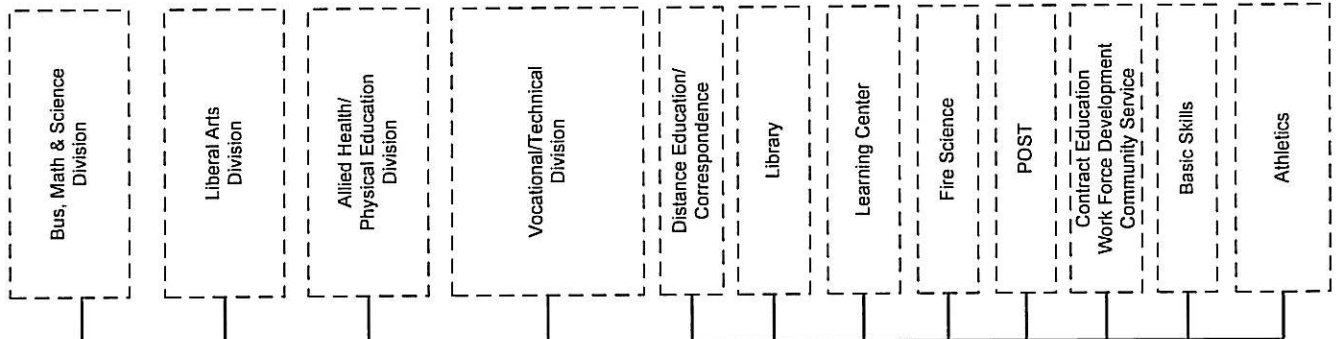 Bus, Math & Science
Division
Liberal Arts
Division
Allied Health/
Physical Education
Division
Vocational/Technical
Division
Distance Education/
Correspondence
Library
Learning Center
Fire Science
POST
Contract Education
Work Force Development
Community Service
Basic Skills
Athletics